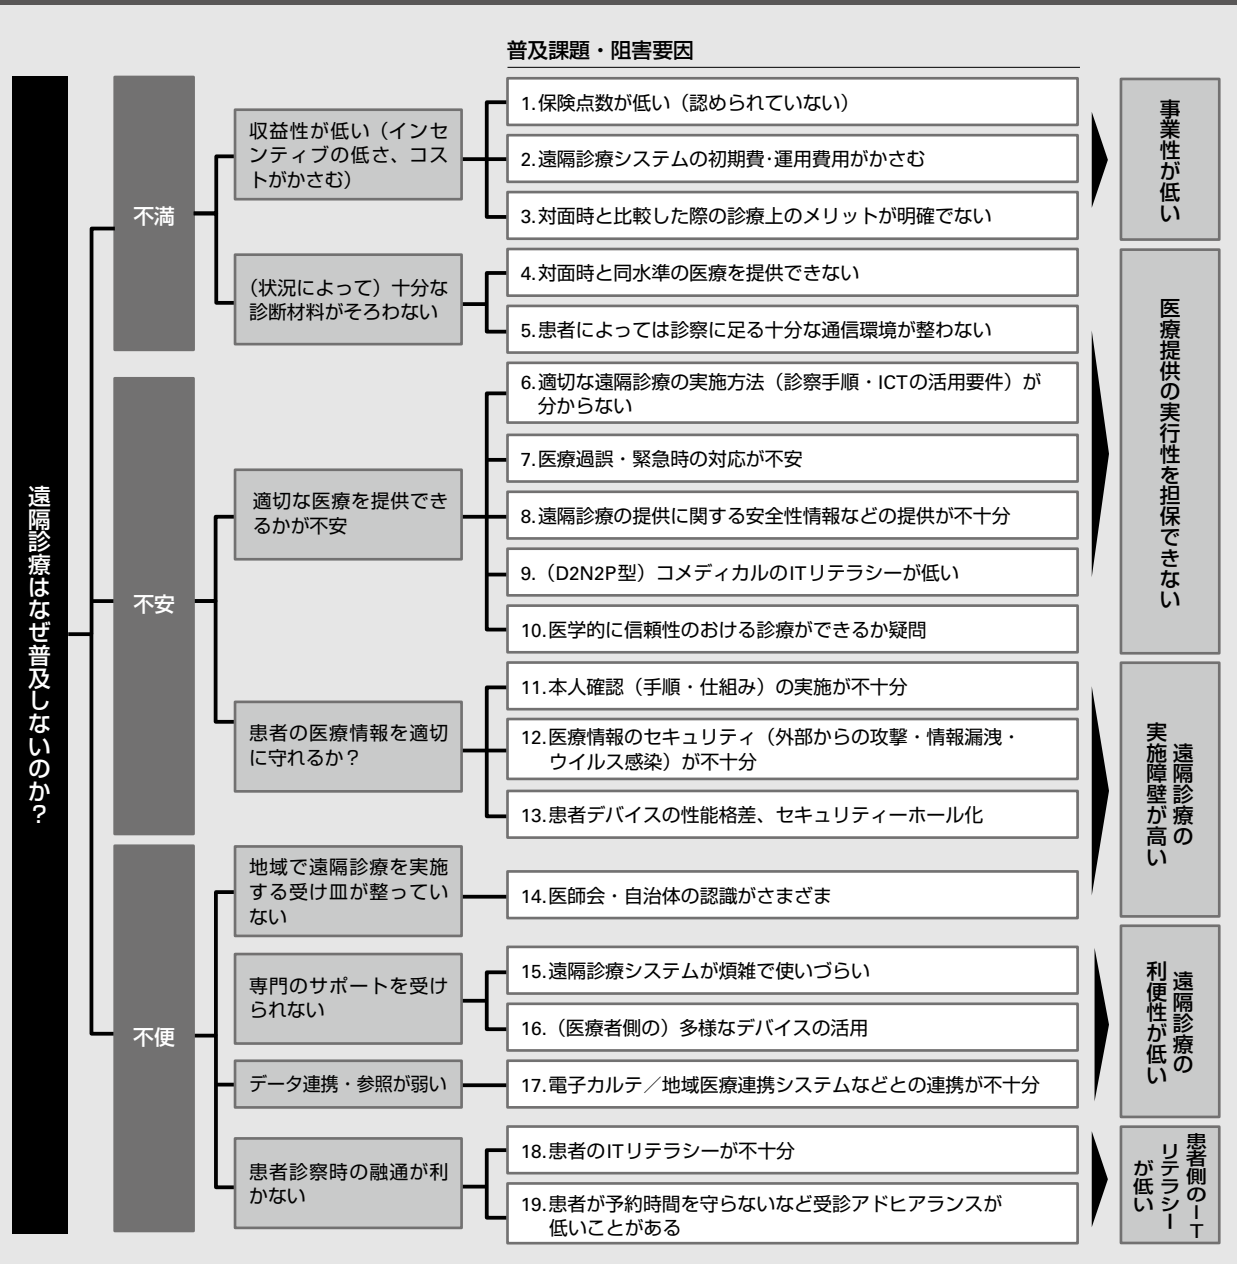 普及課題・阻害要因
遠隔診療はなぜ普及しないのか？
不満
収益性が低い（インセ
ンティブの低さ、コス
トがかさむ）
1.保険点数が低い（認められていない）
2.遠隔診療システムの初期費・運用費用がかさむ
3.対面時と比較した際の診療上のメリットが明確でない
（状況によって）十分な
診断材料がそろわない
4.対面時と同水準の医療を提供できない
5.患者によっては診察に足る十分な通信環境が整わない
不安
適切な医療を提供でき
るかが不安
6.適切な遠隔診療の実施方法（診察手順・ICTの活用要件）が
分からない
7.医療過誤・緊急時の対応が不安
8.遠隔診療の提供に関する安全性情報などの提供が不十分
9.（D2N2P型）コメディカルのITリテラシーが低い
10.医学的に信頼性のおける診療ができるか疑問
患者の医療情報を適切
に守れるか？
11.本人確認（手順・仕組み）の実施が不十分
12.医療情報のセキュリティ（外部からの攻撃・情報漏洩・
ウイルス感染）が不十分
13.患者デバイスの性能格差、セキュリティーホール化
不便
地域で遠隔診療を実施
する受け皿が整ってい
ない
14.医師会・自治体の認識がさまざま
専門のサポートを受け
られない
15.遠隔診療システムが煩雑で使いづらい
16.（医療者側の）多様なデバイスの活用
データ連携・参照が弱い
17.電子カルテ／地域医療連携システムなどとの連携が不十分
患者診察時の融通が利
かない
18.患者のITリテラシーが不十分
19.患者が予約時間を守らないなど受診アドヒアランスが
低いことがある
事業性が低い
医療提供の実行性を担保できない
遠隔診療の
実施障壁が高い
遠隔診療の
利便性が低い
患者側のIT
リテラシー
が低い